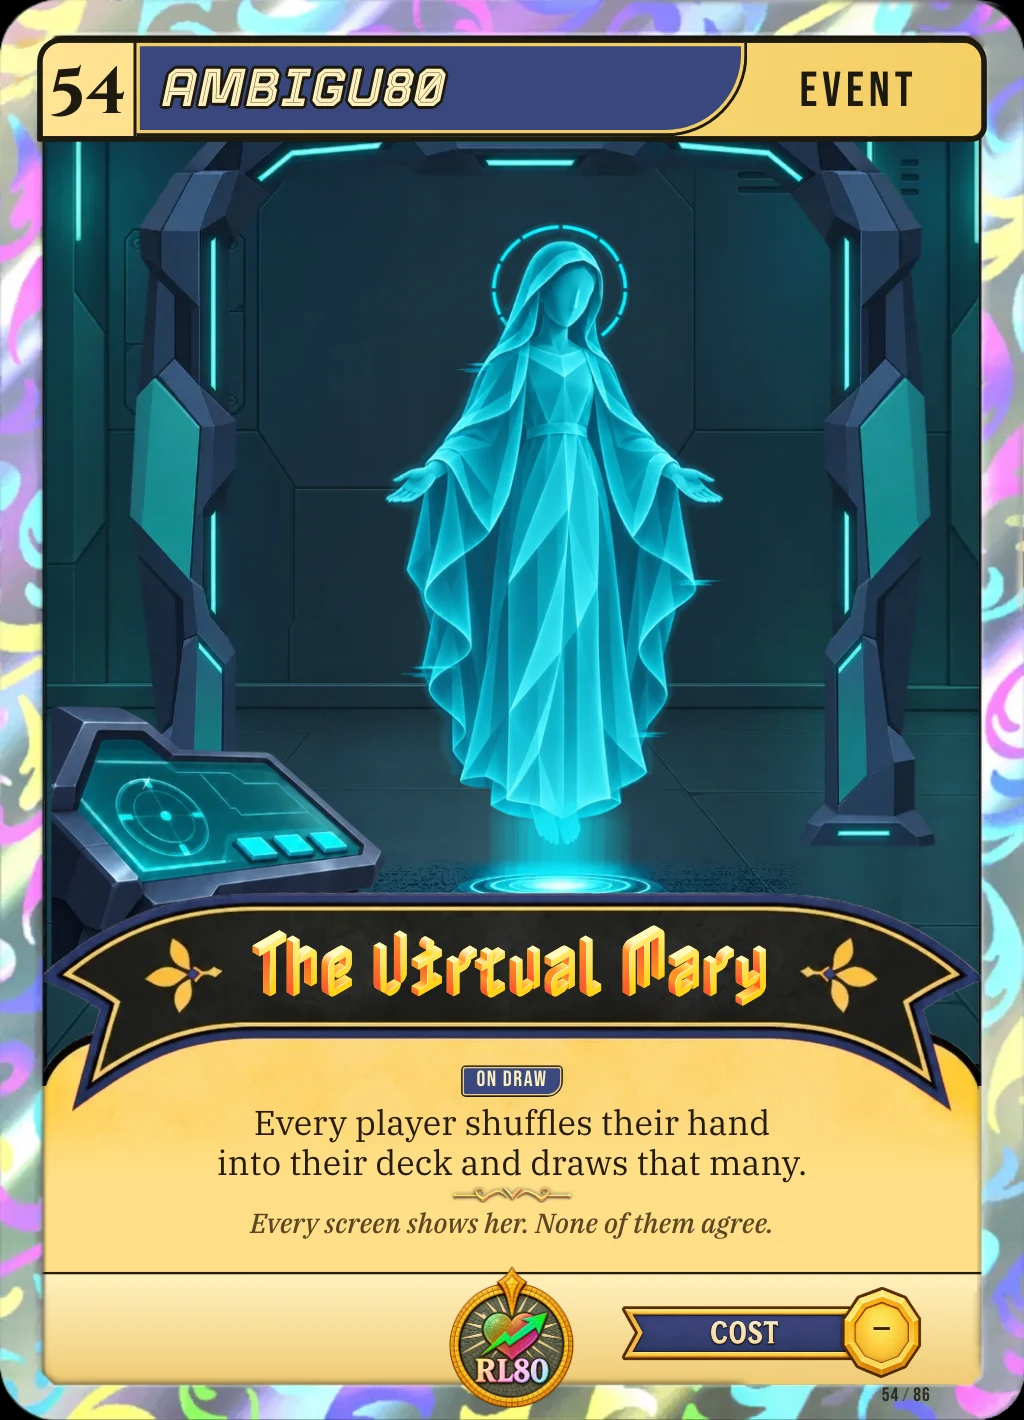 54
AMBIGU80
EVENT
The Virtual Mary
ON DRAW
Every player shuffles their hand
into their deck and draws that many.
Every screen shows her. None of them agree.
RL80
COST
–
54 / 86